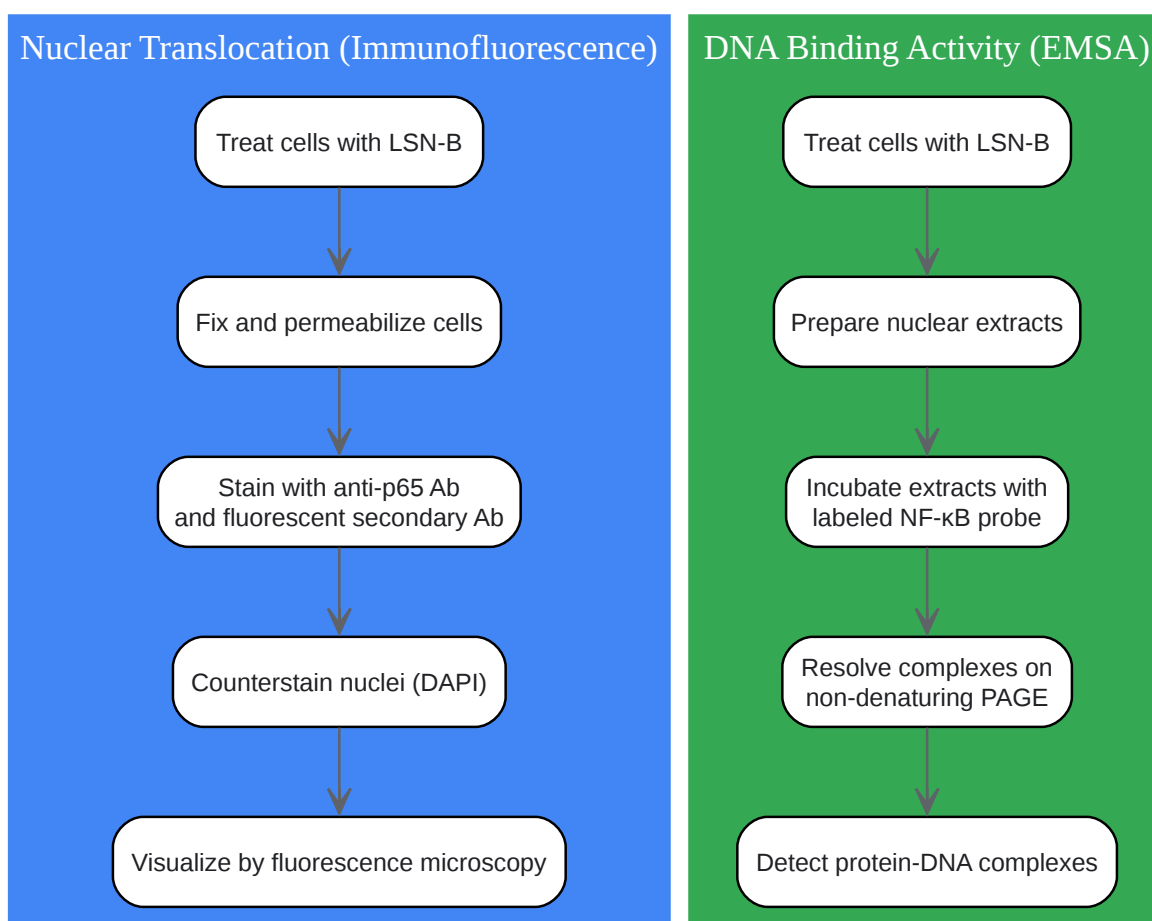 Nuclear Translocation (Immunofluorescence)
Treat cells with LSN-B
Fix and permeabilize cells
Stain with anti-p65 Ab
and fluorescent secondary Ab
Counterstain nuclei (DAPI)
Visualize by fluorescence microscopy
DNA Binding Activity (EMSA)
Treat cells with LSN-B
Prepare nuclear extracts
Incubate extracts with
labeled NF-κB probe
Resolve complexes on
non-denaturing PAGE
Detect protein-DNA complexes